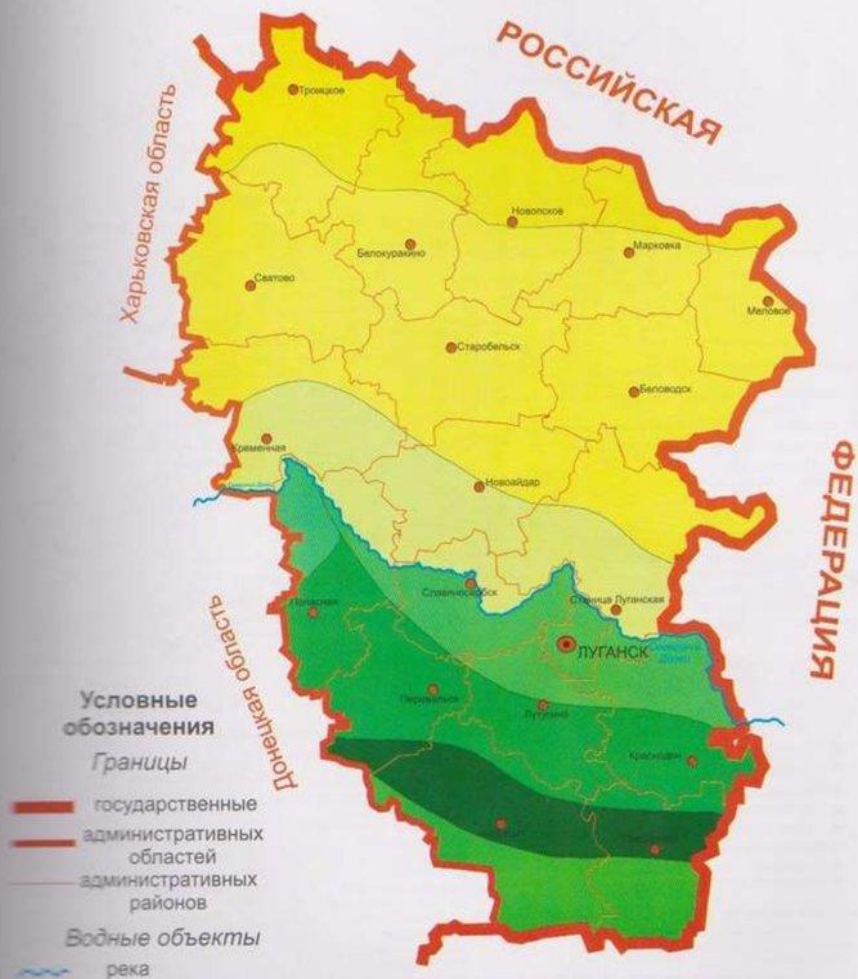 РОССИЙСКАЯ
ФЕДЕРАЦИЯ
Харьковская область
Донецкая область
Троицкое
Новопсков
Белокуракино
Марковка
Сватово
Меловое
Старобельск
Беловодск
Кременная
Новоайдар
Славяносербск
Станица Луганская
Попасная
ЛУГАНСК
Перевальск
Лутугино
Краснодон
Условные
обозначения
Границы
государственные
административных
областей
административных
районов
Водные объекты
река